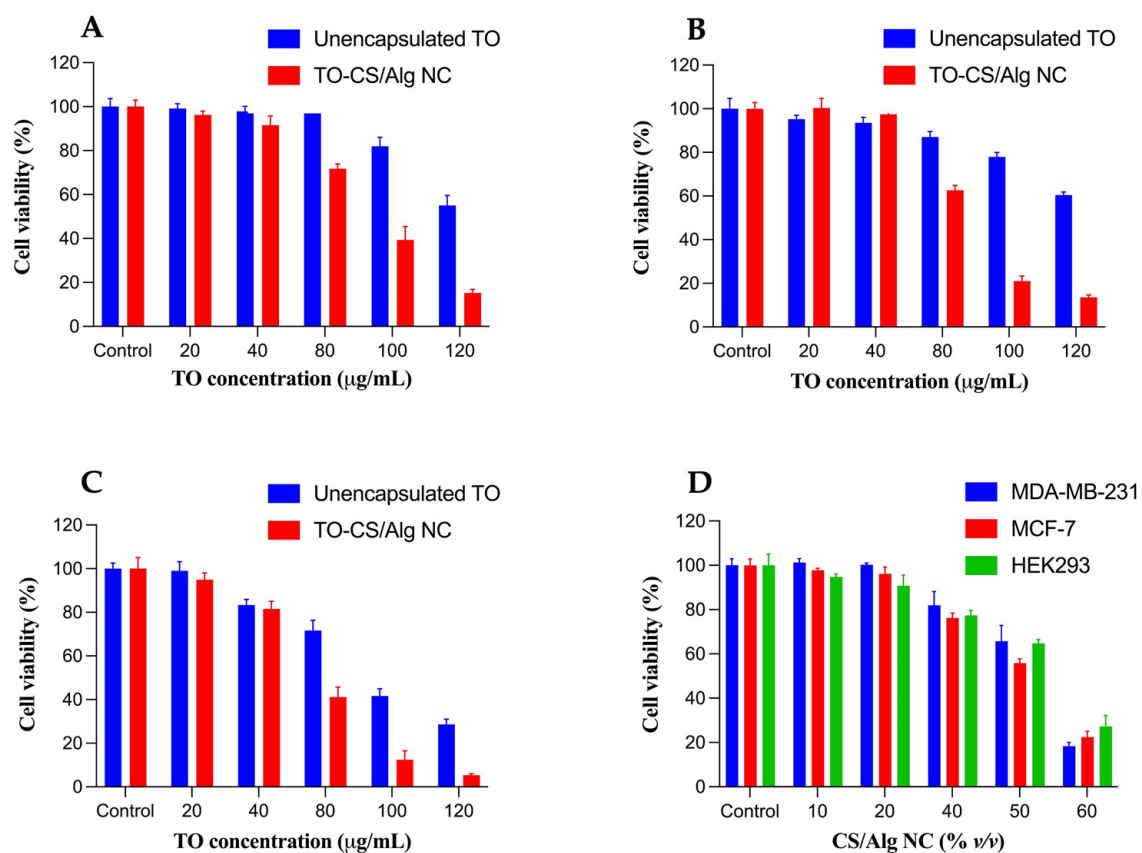 A
Unencapsulated TO
TO-CS/Alg NC
120
100
80
60
40
20
0
Cell viability (%)
Control 20 40 80 100 120
TO concentration (μg/mL)
B
Unencapsulated TO
TO-CS/Alg NC
120
100
80
60
40
20
0
Cell viability (%)
Control 20 40 80 100 120
TO concentration (μg/mL)
C
Unencapsulated TO
TO-CS/Alg NC
120
100
80
60
40
20
0
Cell viability (%)
Control 20 40 80 100 120
TO concentration (μg/mL)
D
MDA-MB-231
MCF-7
HEK293
120
100
80
60
40
20
0
Cell viability (%)
Control 10 20 40 50 60
CS/Alg NC (% v/v)